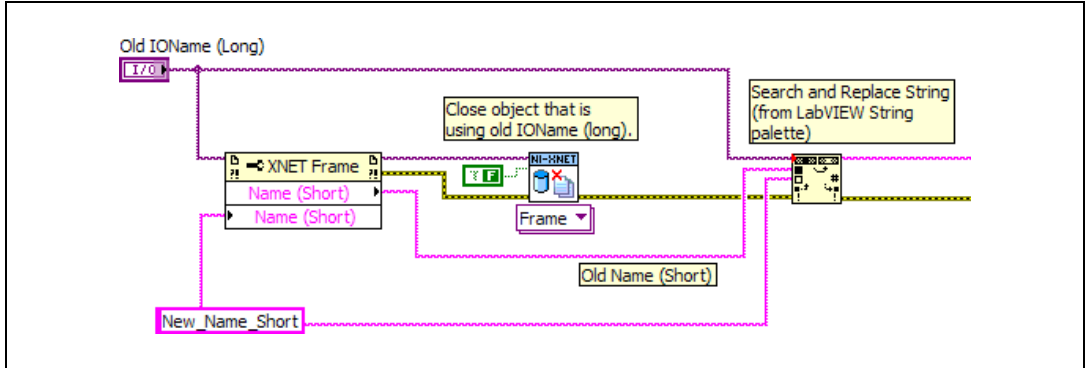 Old IOName (Long)
I/O
Search and Replace String
(from LabVIEW String
palette)
Close object that is
using old IOName (long).
XNET Frame
NI-XNET
?!
?!
Name (Short)
F
Name (Short)
Frame
#
Old Name (Short)
New_Name_Short